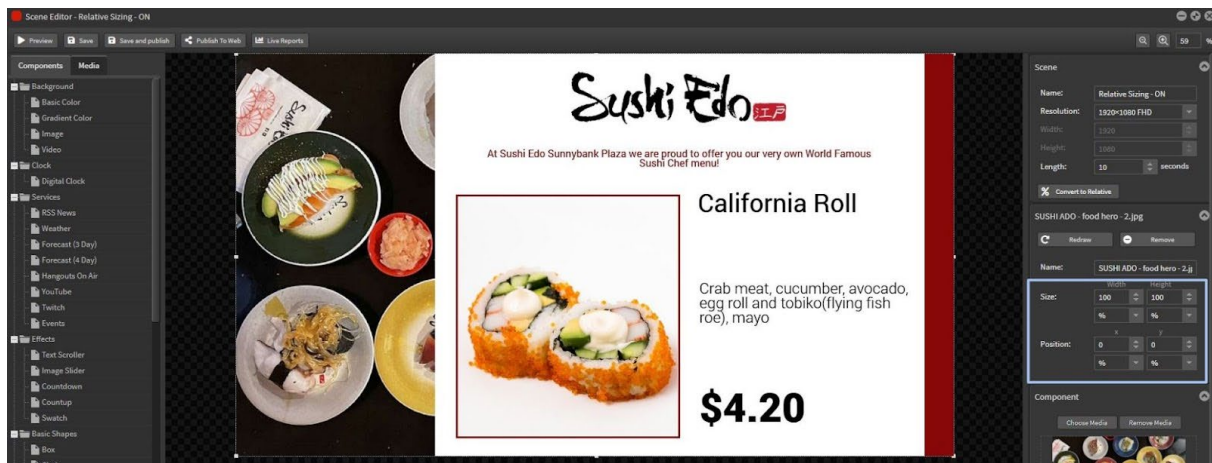 Scene Editor - Relative Sizing - ON
Preview
Save
Save and publish
Publish To Web
Live Reports
59
%
Components
Media
Background
Basic Color
Gradient Color
Image
Video
Clock
Digital Clock
Services
RSS News
Weather
Forecast (3 Day)
Forecast (4 Day)
Hangouts On Air
YouTube
Twitch
Events
Effects
Text Scroller
Image Slider
Countdown
Countup
Swatch
Basic Shapes
Box
Sushi Edo
江戸
At Sushi Edo Sunnybank Plaza we are proud to offer you our very own World Famous
Sushi Chef menu!
California Roll
Crab meat, cucumber, avocado,
egg roll and tobiko(flying fish
roe), mayo
$4.20
Scene
Name: Relative Sizing - ON
Resolution: 1920×1080 FHD
Width: 1920
Height: 1080
Length: 10 seconds
% Convert to Relative
SUSHI ADO - food hero - 2.jpg
Redraw
Remove
Name: SUSHI ADO - food hero - 2.j
Width Height
Size: 100 100
% %
x y
Position: 0 0
% %
Component
Choose Media
Remove Media